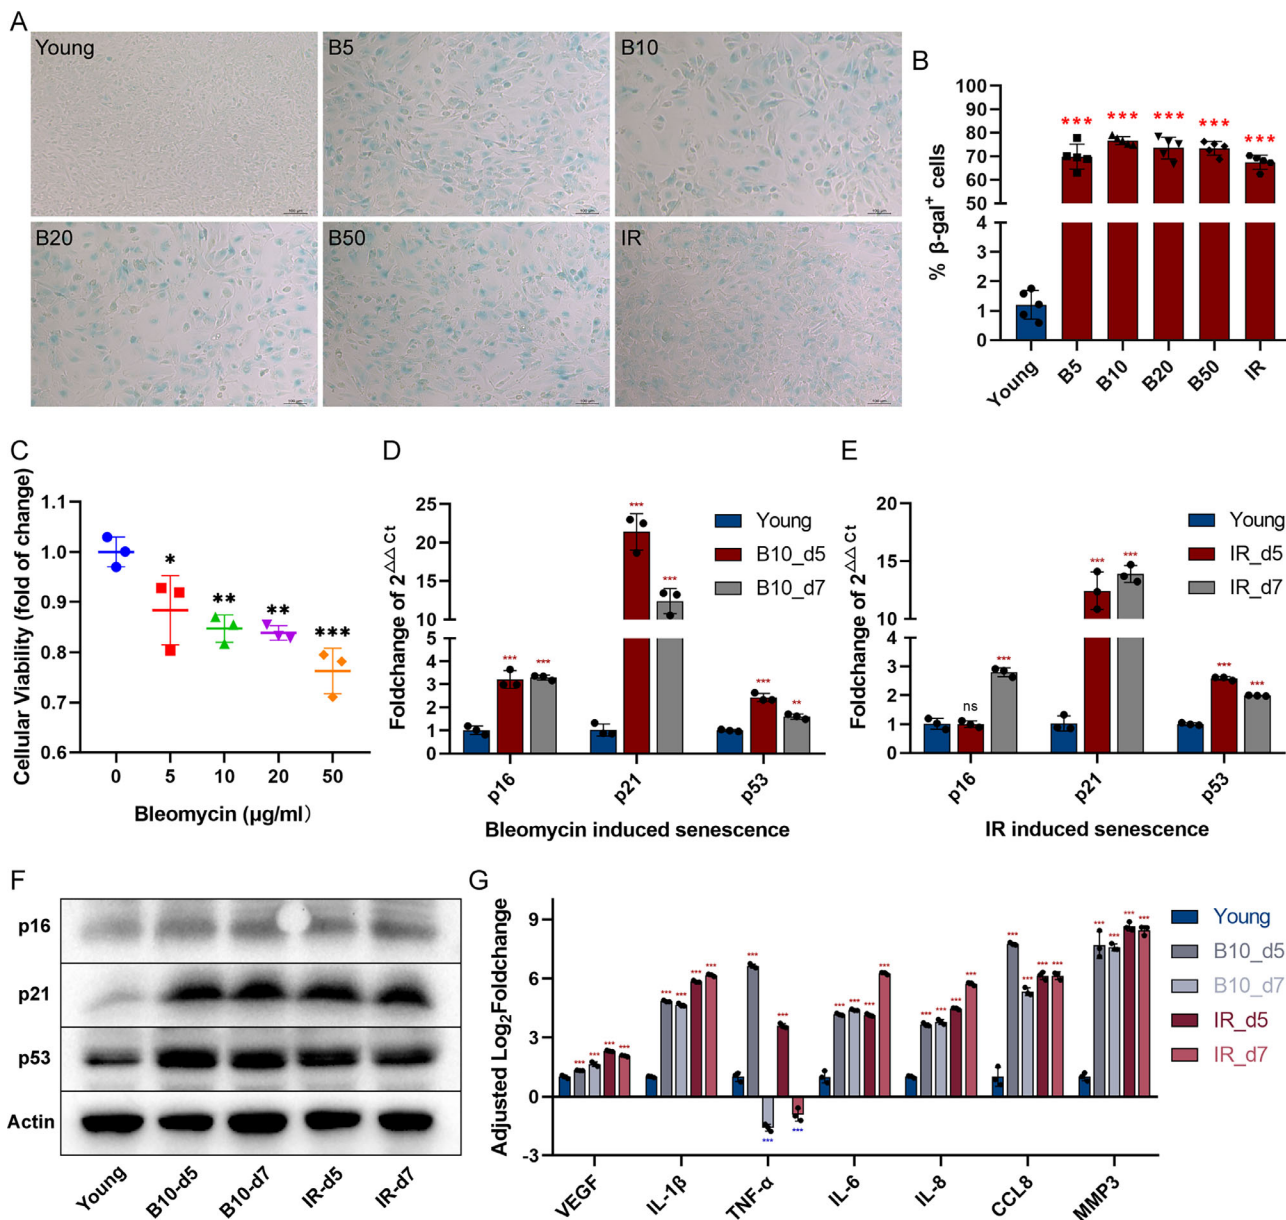 A
Young
B5
B10
B20
B50
IR
B
% β-gal⁺ cells
100
90
80
70
60
50
4
3
2
1
0
***
***
***
***
***
Young
B5
B10
B20
B50
IR
C
Cellular Viability (fold of change)
1.1
1.0
0.9
0.8
0.7
0.6
*
**
**
***
0
5
10
20
50
Bleomycin (μg/ml)
D
Foldchange of 2^△△ Ct
25
20
15
10
5
4
3
2
1
0
Young
B10_d5
B10_d7
***
***
***
***
***
**
p16
p21
p53
Bleomycin induced senescence
E
Foldchange of 2^△△ Ct
20
15
10
4
3
2
1
0
Young
IR_d5
IR_d7
ns
***
***
***
***
***
p16
p21
p53
IR induced senescence
F
p16
p21
p53
Actin
Young
B10-d5
B10-d7
IR-d5
IR-d7
G
Adjusted Log₂Foldchange
9
6
3
0
-3
*** *** *** ***
*** *** *** ***
*** *** *** ***
*** *** *** ***
*** *** *** ***
*** *** *** ***
*** *** *** ***
Young
B10_d5
B10_d7
IR_d5
IR_d7
VEGF
IL-1β
TNF-α
IL-6
IL-8
CCL8
MMP3